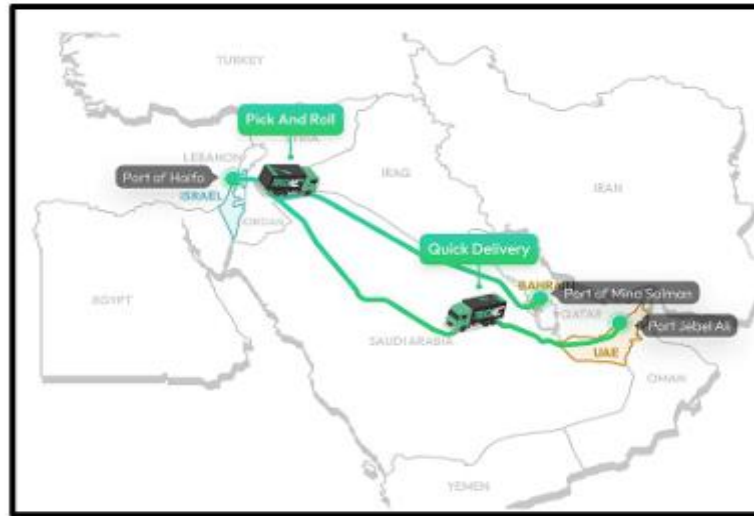 TURKEY
Pick And Roll
LEBANON
Port of Haifa
ISRAEL
IRAQ
IRAN
JORDAN
Quick Delivery
BAHRAIN
Port of Mina Salman
EGYPT
QATAR
Port Jebel Ali
SAUDI ARABIA
UAE
OMAN
YEMEN